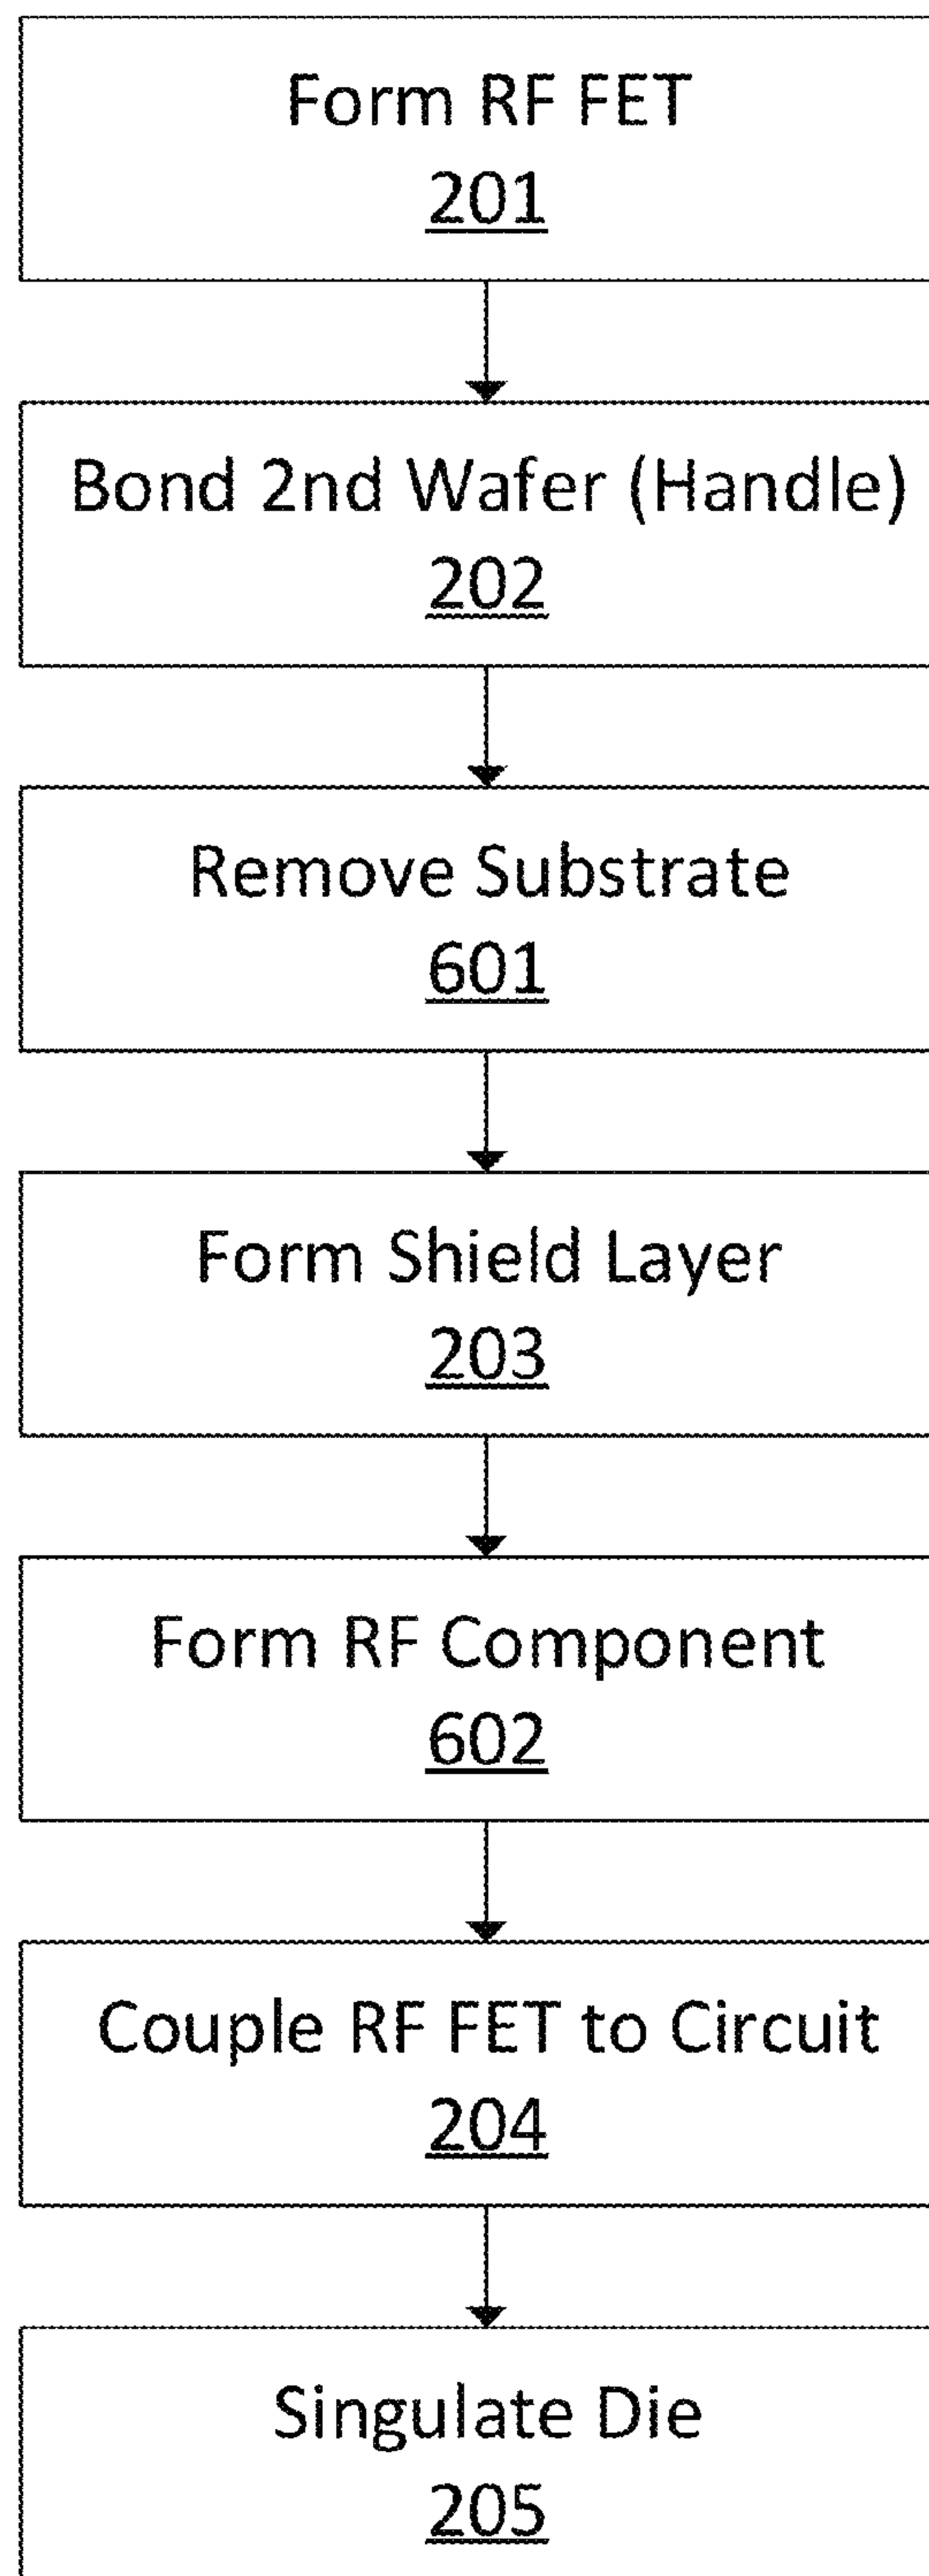 Form RF FET
201
Bond 2nd Wafer (Handle)
202
Remove Substrate
601
Form Shield Layer
203
Form RF Component
602
Couple RF FET to Circuit
204
Singulate Die
205